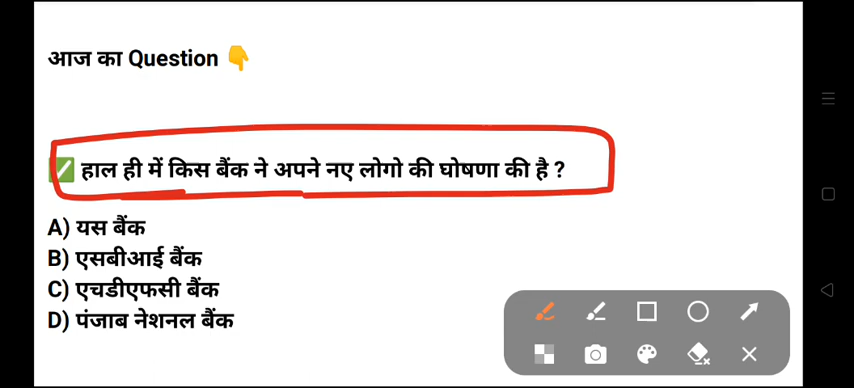 आज का Question 👇
✅ हाल ही में किस बैंक ने अपने नए लोगो की घोषणा की है ?
A) यस बैंक
B) एसबीआई बैंक
C) एचडीएफसी बैंक
D) पंजाब नेशनल बैंक